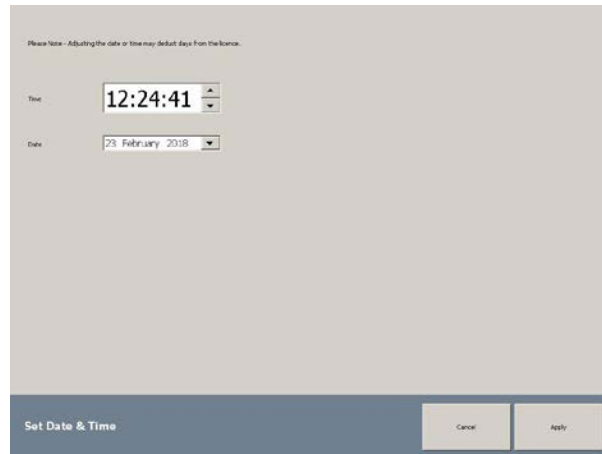 Please Note - Adjusting the date or time may deduct days from the licence.
Time
12:24:41
Date
23 February 2018
Set Date & Time
Cancel
Apply